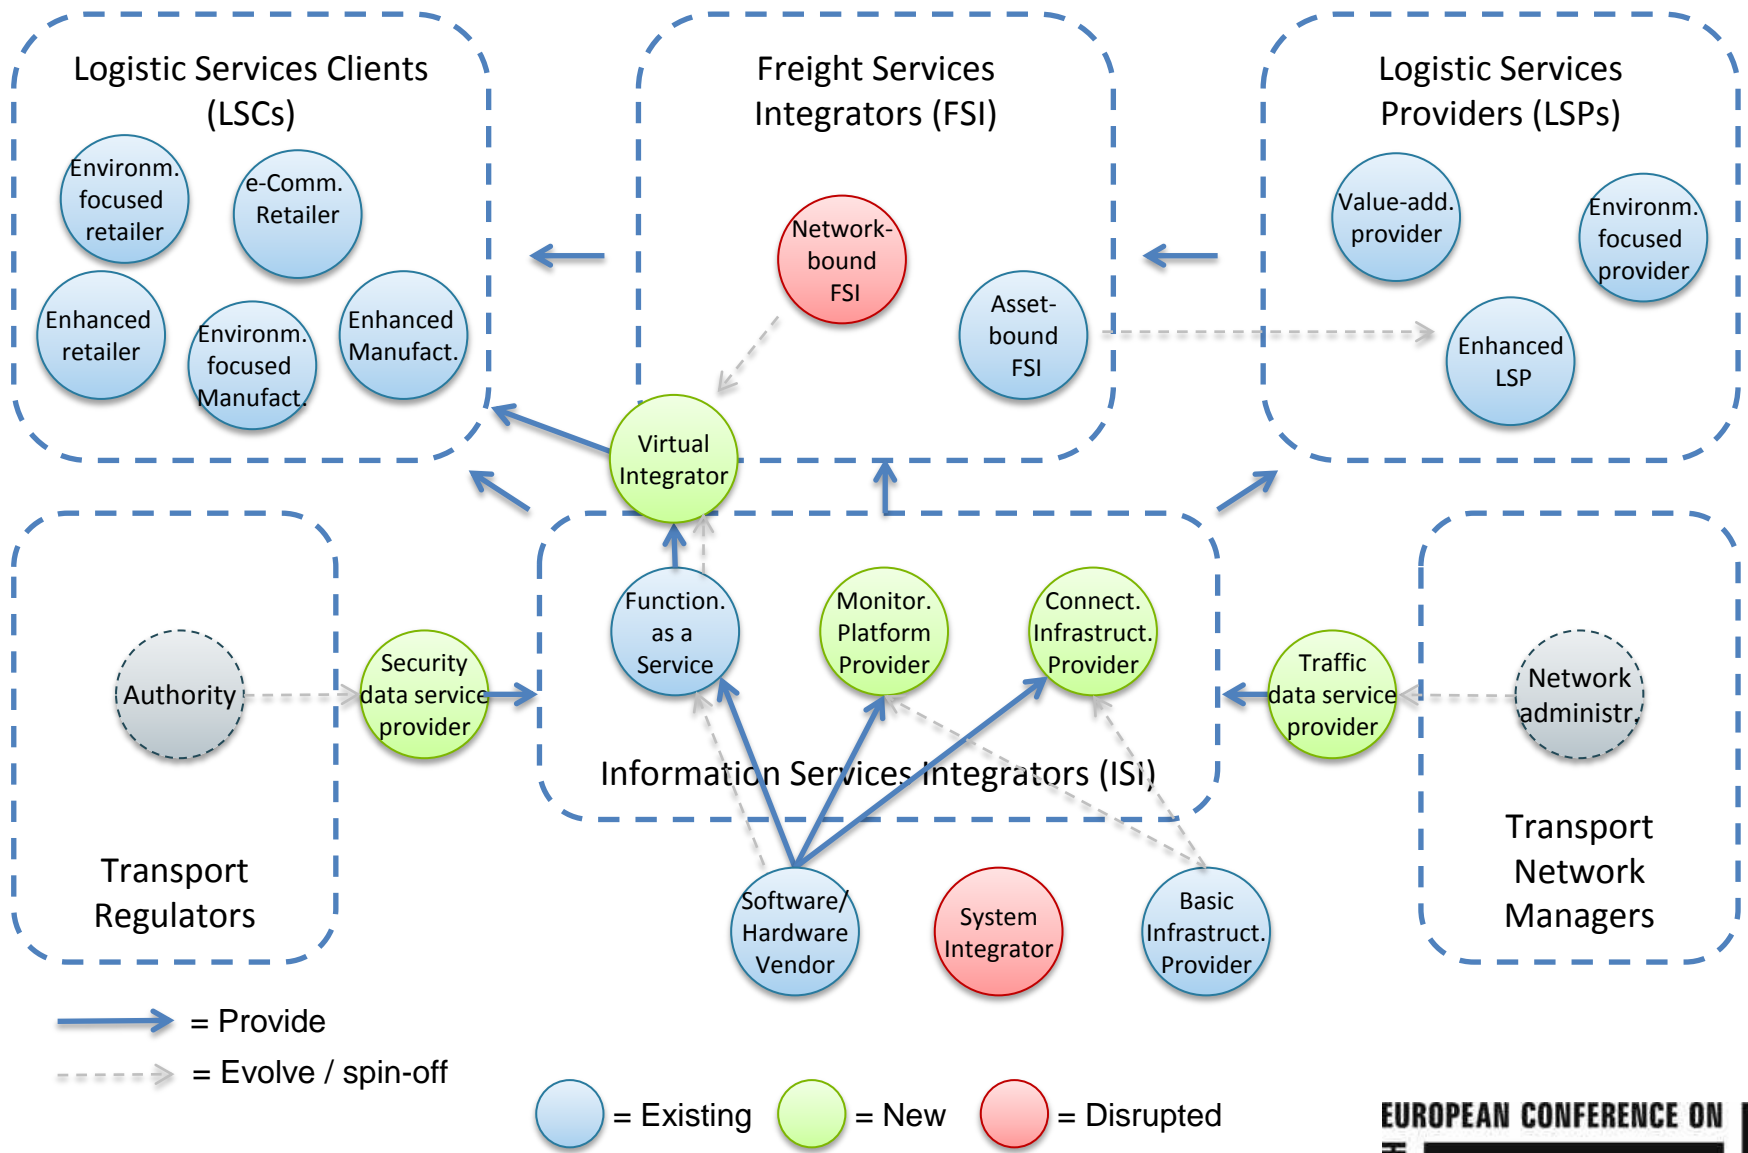 Logistic Services Clients
(LSCs)
Environm.
focused
retailer
e-Comm.
Retailer
Enhanced
retailer
Environm.
focused
Manufact.
Enhanced
Manufact.
Freight Services
Integrators (FSI)
Network-
bound
FSI
Asset-
bound
FSI
Logistic Services
Providers (LSPs)
Value-add.
provider
Environm.
focused
provider
Enhanced
LSP
Virtual
Integrator
Authority
Transport
Regulators
Security
data service
provider
Function.
as a
Service
Monitor.
Platform
Provider
Connect.
Infrastruct.
Provider
Information Services Integrators (ISI)
Traffic
data service
provider
Network
administr.
Transport
Network
Managers
Software/
Hardware
Vendor
System
Integrator
Basic
Infrastruct.
Provider
= Provide
= Evolve / spin-off
= Existing
= New
= Disrupted
EUROPEAN CONFERENCE ON